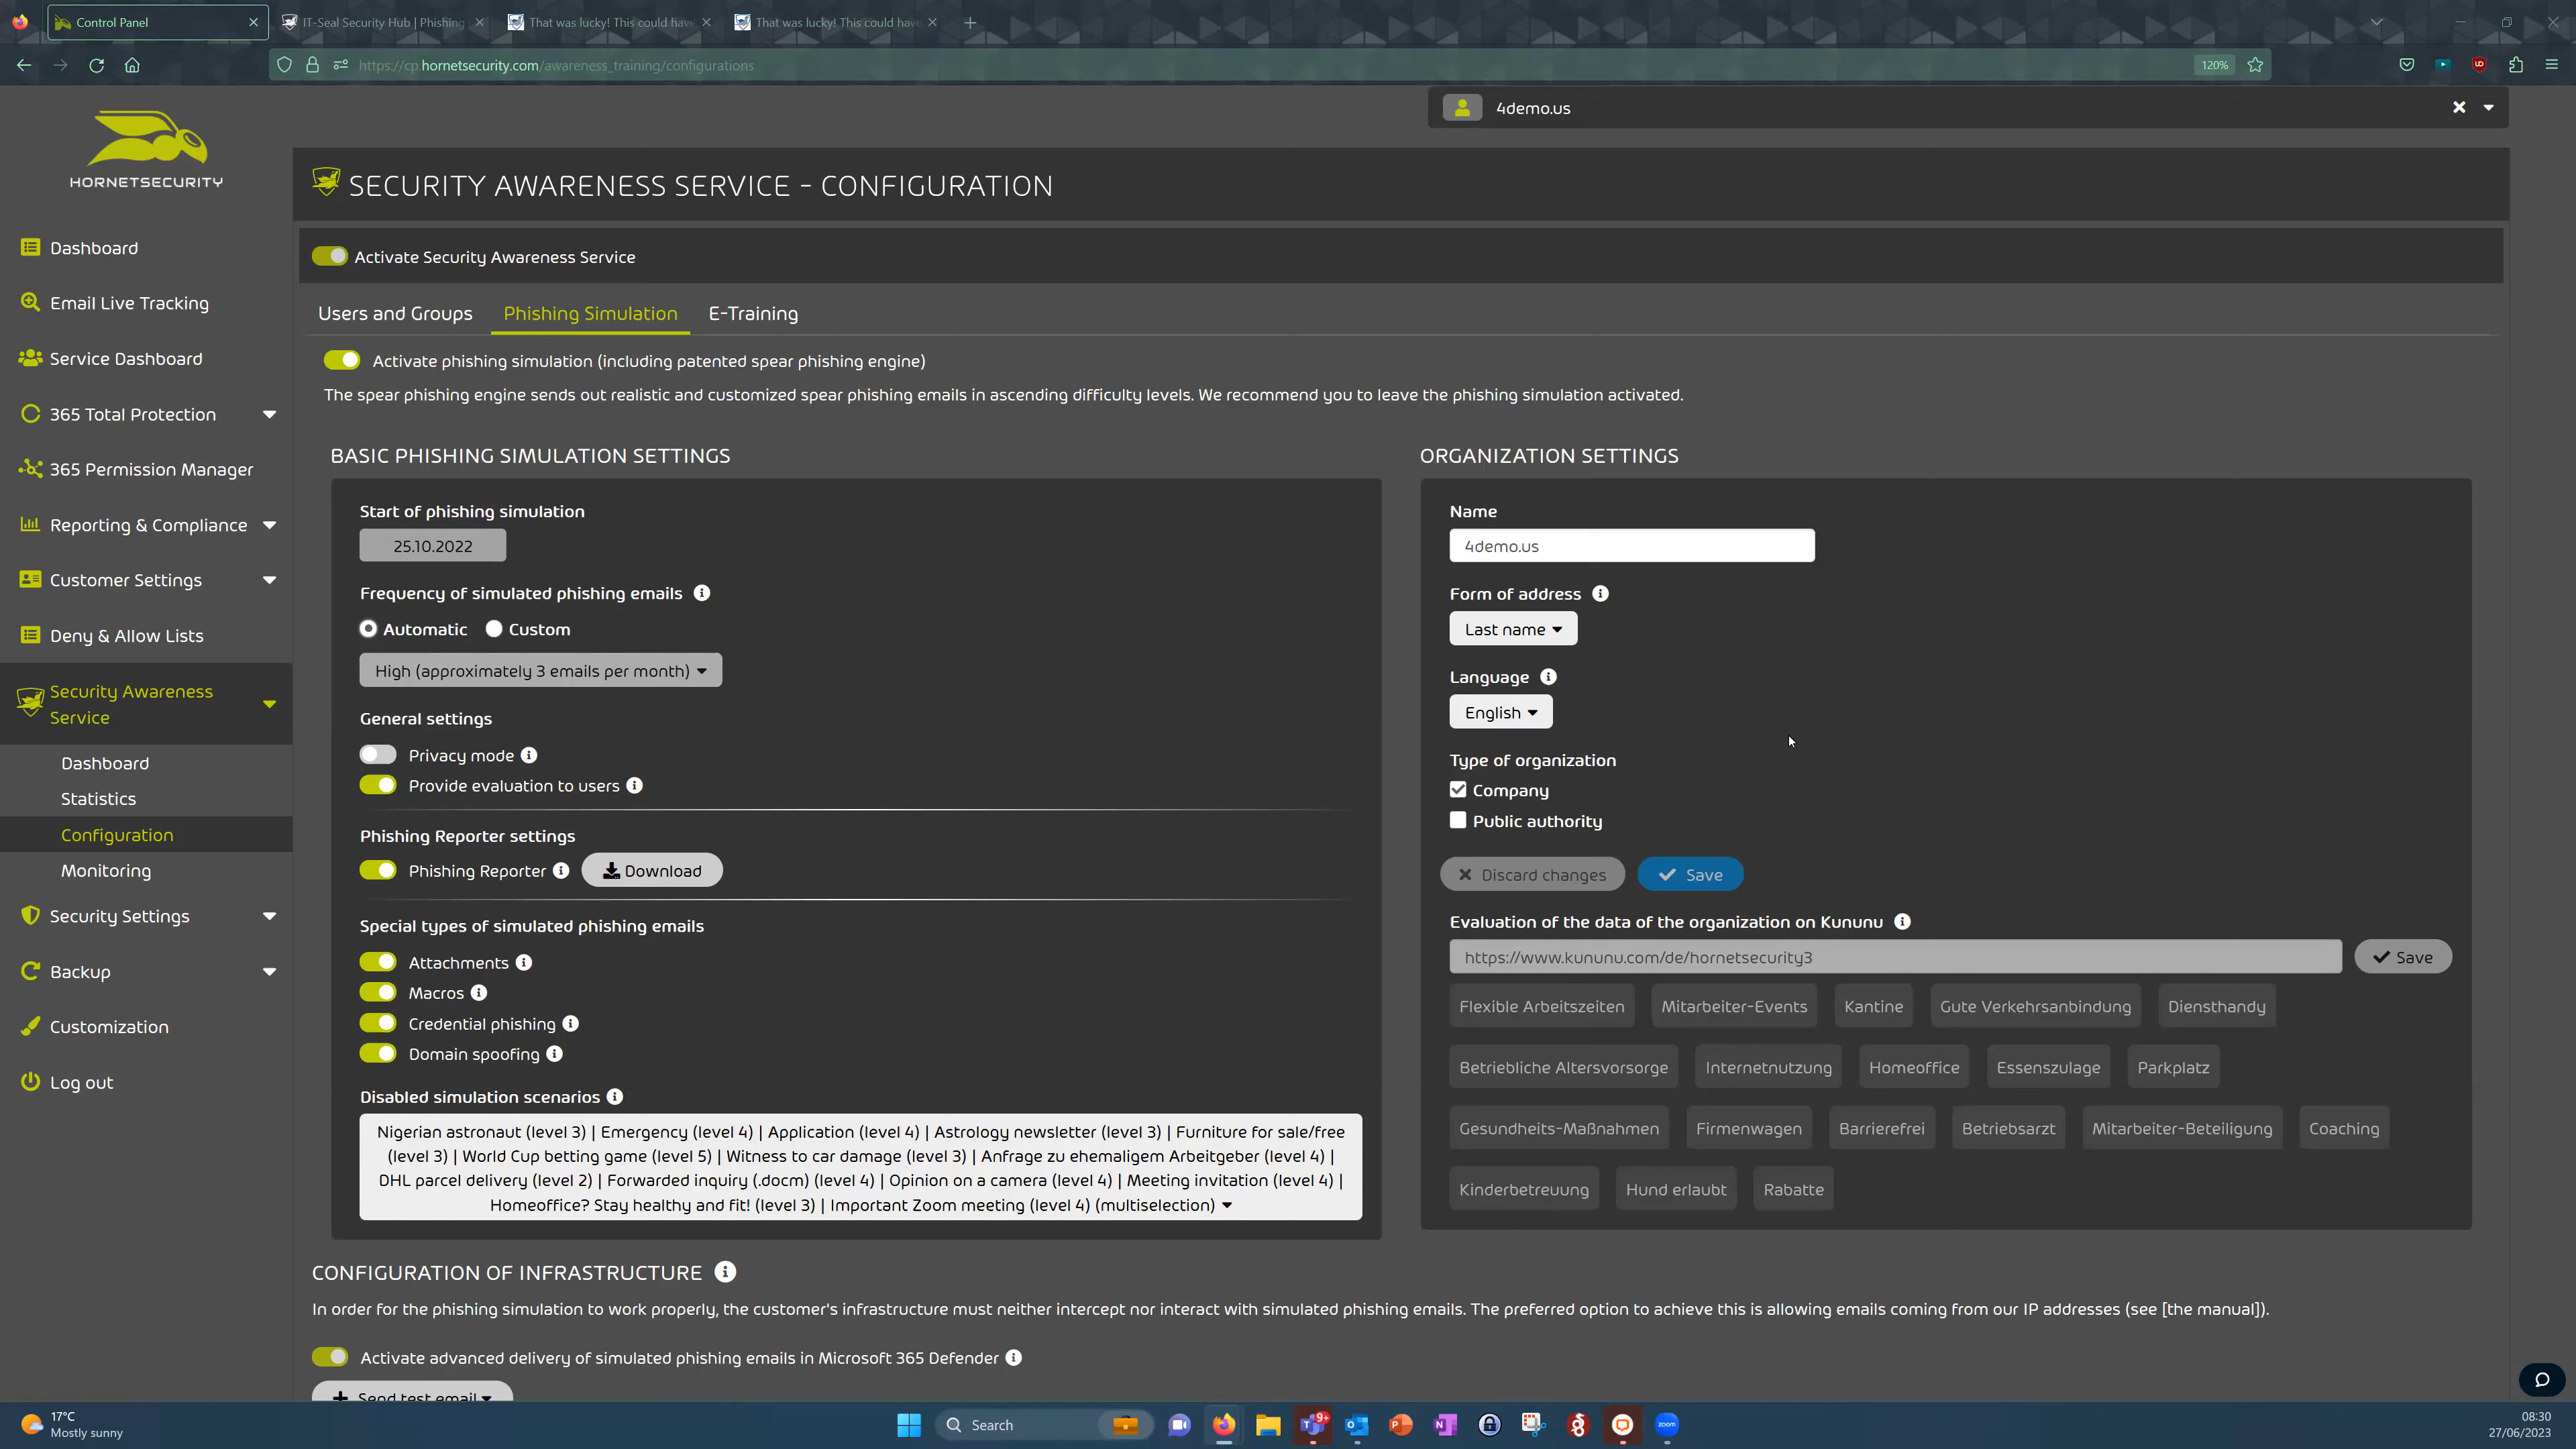 Control Panel
IT-Seal Security Hub | Phishing
That was lucky! This could have
That was lucky! This could have
https://cp.hornetsecurity.com/awareness_training/configurations
120%
4demo.us
HORNETSECURITY
SECURITY AWARENESS SERVICE - CONFIGURATION
Dashboard
Email Live Tracking
Service Dashboard
365 Total Protection
365 Permission Manager
Reporting & Compliance
Customer Settings
Deny & Allow Lists
Security Awareness
Service
Dashboard
Statistics
Configuration
Monitoring
Security Settings
Backup
Customization
Log out
Activate Security Awareness Service
Users and Groups
Phishing Simulation
E-Training
Activate phishing simulation (including patented spear phishing engine)
The spear phishing engine sends out realistic and customized spear phishing emails in ascending difficulty levels. We recommend you to leave the phishing simulation activated.
BASIC PHISHING SIMULATION SETTINGS
Start of phishing simulation
25.10.2022
Frequency of simulated phishing emails
Automatic
Custom
High (approximately 3 emails per month)
General settings
Privacy mode
Provide evaluation to users
Phishing Reporter settings
Phishing Reporter
Download
Special types of simulated phishing emails
Attachments
Macros
Credential phishing
Domain spoofing
Disabled simulation scenarios
Nigerian astronaut (level 3) | Emergency (level 4) | Application (level 4) | Astrology newsletter (level 3) | Furniture for sale/free
(level 3) | World Cup betting game (level 5) | Witness to car damage (level 3) | Anfrage zu ehemaligem Arbeitgeber (level 4) |
DHL parcel delivery (level 2) | Forwarded inquiry (.docm) (level 4) | Opinion on a camera (level 4) | Meeting invitation (level 4) |
Homeoffice? Stay healthy and fit! (level 3) | Important Zoom meeting (level 4) (multiselection)
ORGANIZATION SETTINGS
Name
4demo.us
Form of address
Last name
Language
English
Type of organization
Company
Public authority
Discard changes
Save
Evaluation of the data of the organization on Kununu
https://www.kununu.com/de/hornetsecurity3
Save
Flexible Arbeitszeiten
Mitarbeiter-Events
Kantine
Gute Verkehrsanbindung
Diensthandy
Betriebliche Altersvorsorge
Internetnutzung
Homeoffice
Essenszulage
Parkplatz
Gesundheits-Maßnahmen
Firmenwagen
Barrierefrei
Betriebsarzt
Mitarbeiter-Beteiligung
Coaching
Kinderbetreuung
Hund erlaubt
Rabatte
CONFIGURATION OF INFRASTRUCTURE
In order for the phishing simulation to work properly, the customer's infrastructure must neither intercept nor interact with simulated phishing emails. The preferred option to achieve this is allowing emails coming from our IP addresses (see [the manual]).
Activate advanced delivery of simulated phishing emails in Microsoft 365 Defender
Send test email
17°C
Mostly sunny
Search
9+
zoom
08:30
27/06/2023